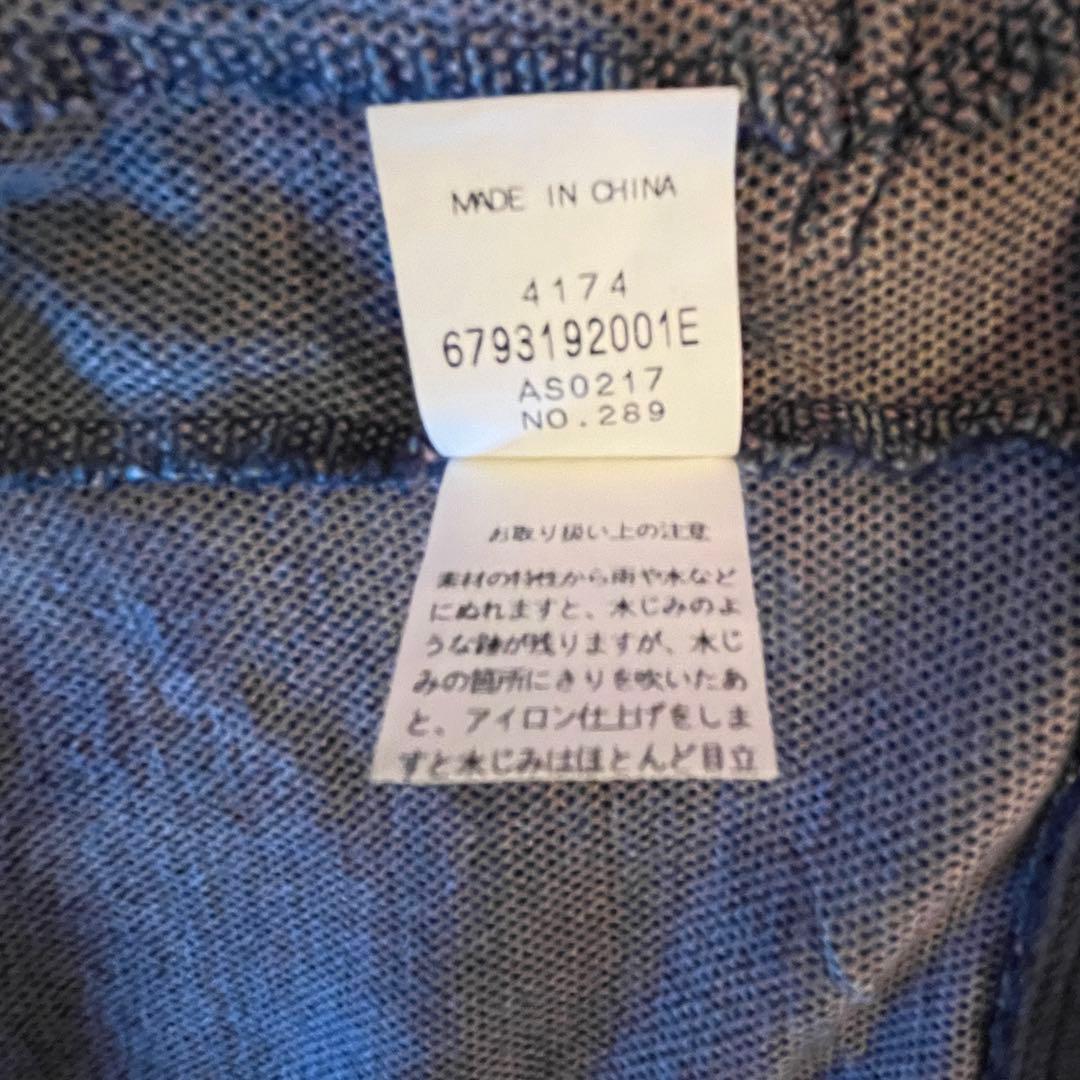 MADE IN CHINA
4174
6793192001E
AS0217
NO.289
お取り扱い上の注意
素材の特性から雨や水など
にぬれますと、水じみのよ
うな跡が残りますが、水じ
みの箇所にきりを吹いたあ
と、アイロン仕上げをしま
すと水じみはほとんど目立